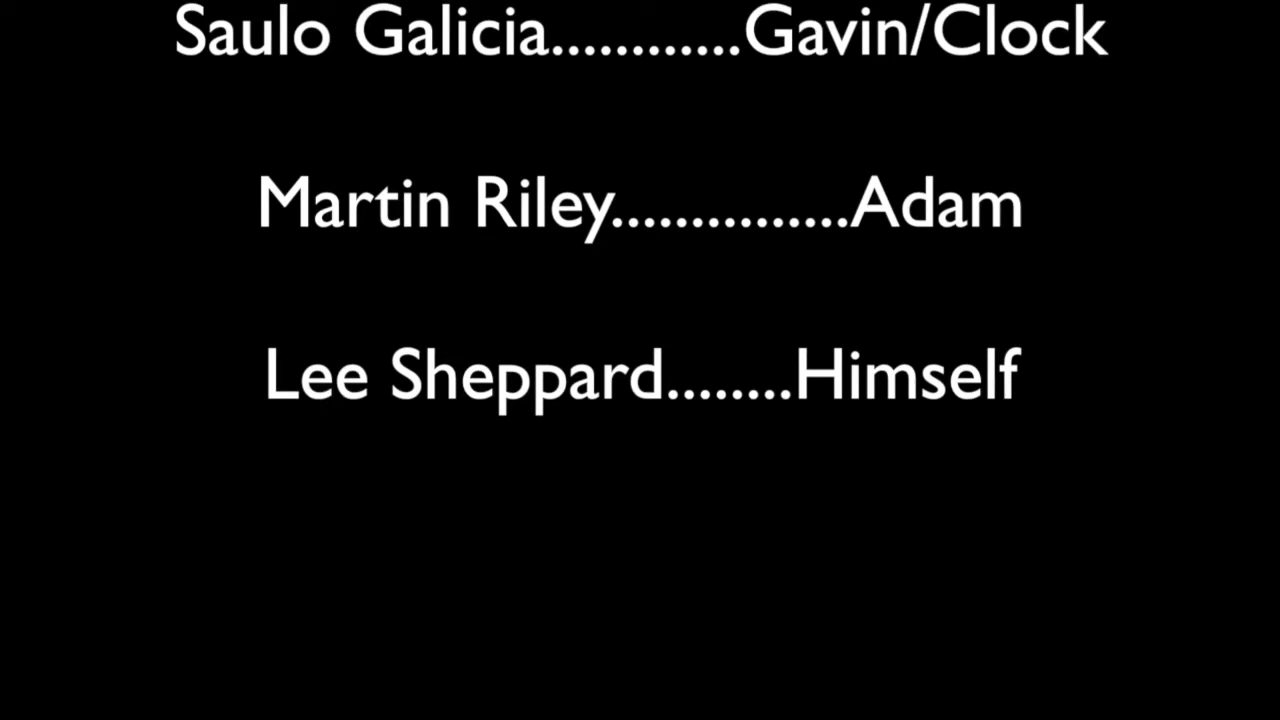 Saulo Galicia............Gavin/Clock
Martin Riley...............Adam
Lee Sheppard........Himself